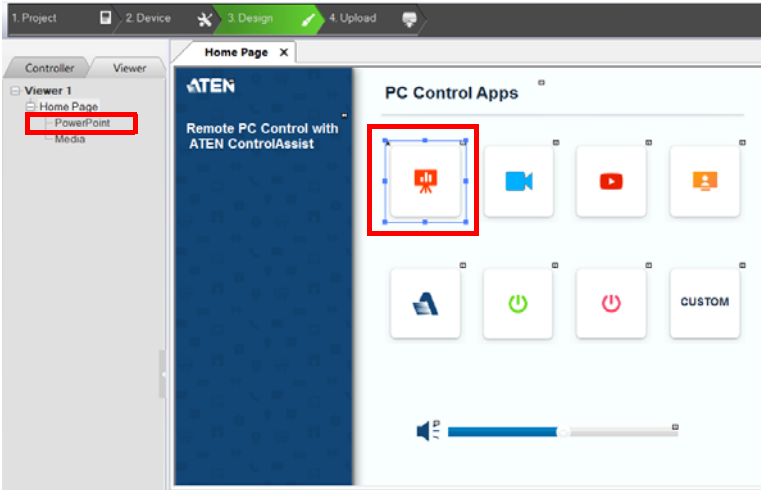 1. Project
2. Device
3. Design
4. Upload
Home Page X
Controller
Viewer
Viewer 1
Home Page
PowerPoint
Media
ATEN
Remote PC Control with
ATEN ControlAssist
PC Control Apps
CUSTOM